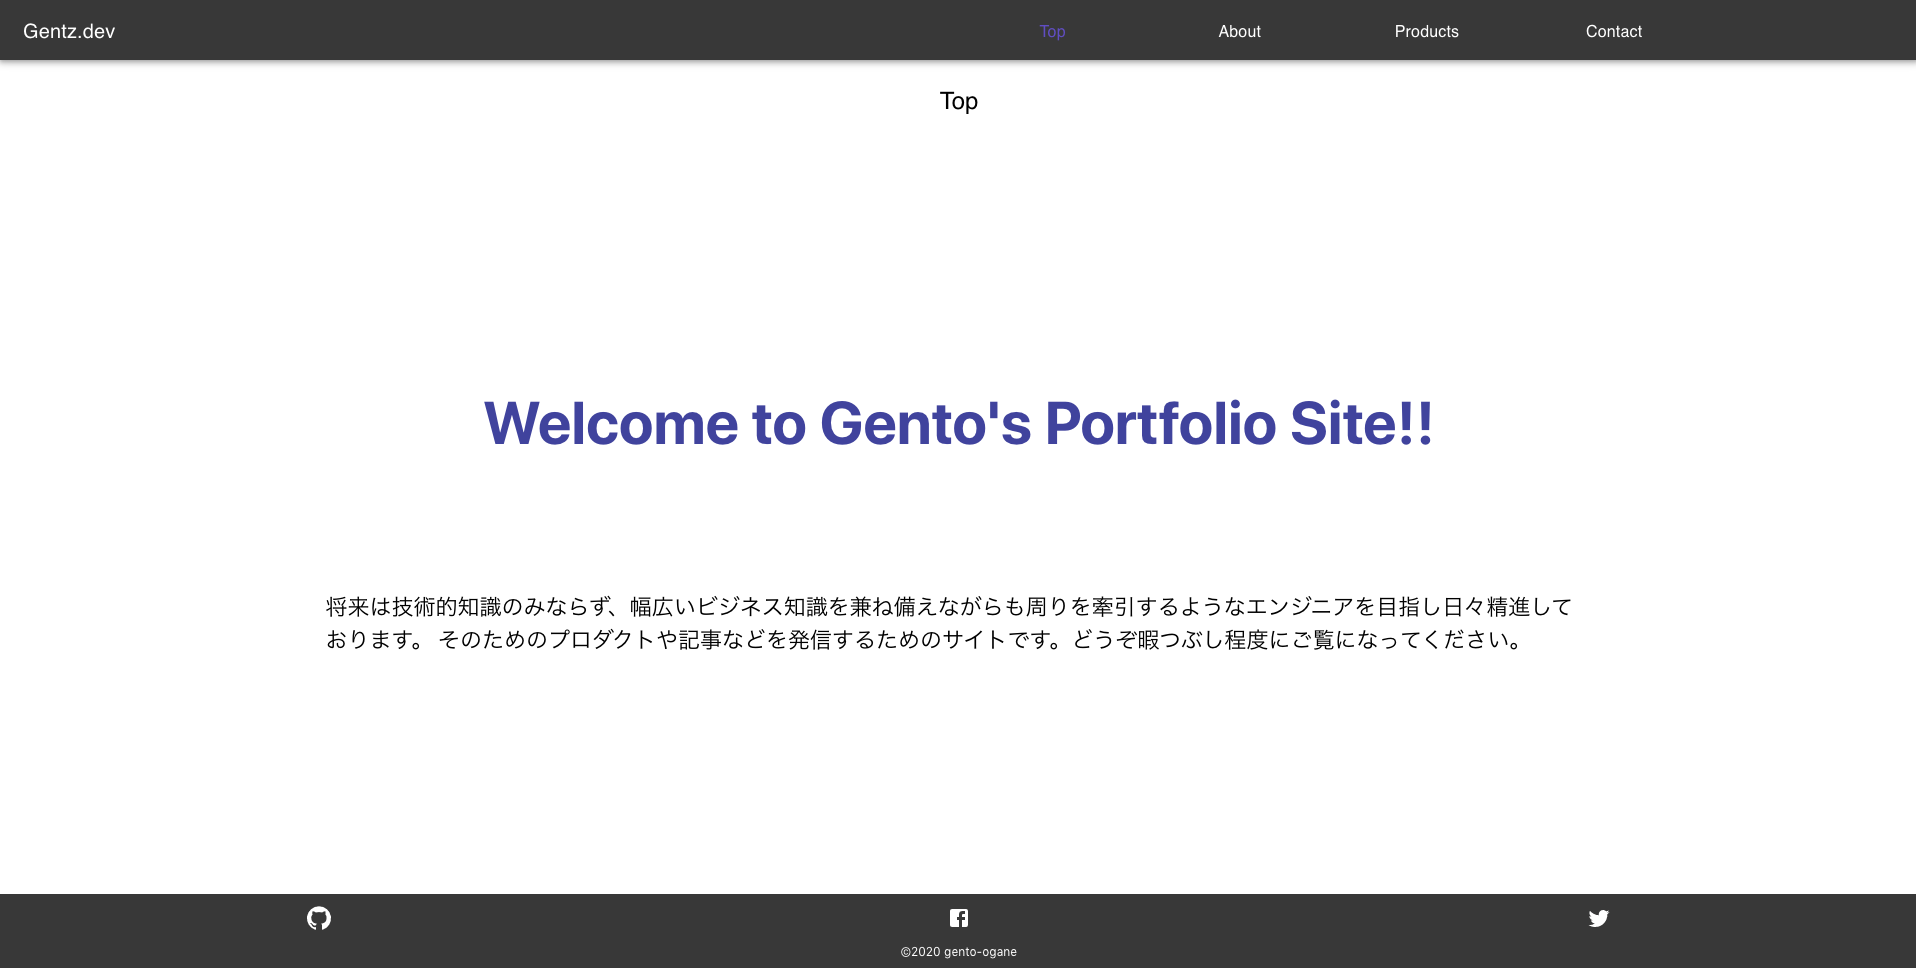 Gentz.dev
Top
About
Products
Contact
Top
Welcome to Gento's Portfolio Site!!
将来は技術的知識のみならず、幅広いビジネス知識を兼ね備えながらも周りを牽引するようなエンジニアを目指し日々精進して
おります。 そのためのプロダクトや記事などを発信するためのサイトです。どうぞ暇つぶし程度にご覧になってください。
©2020 gento-ogane